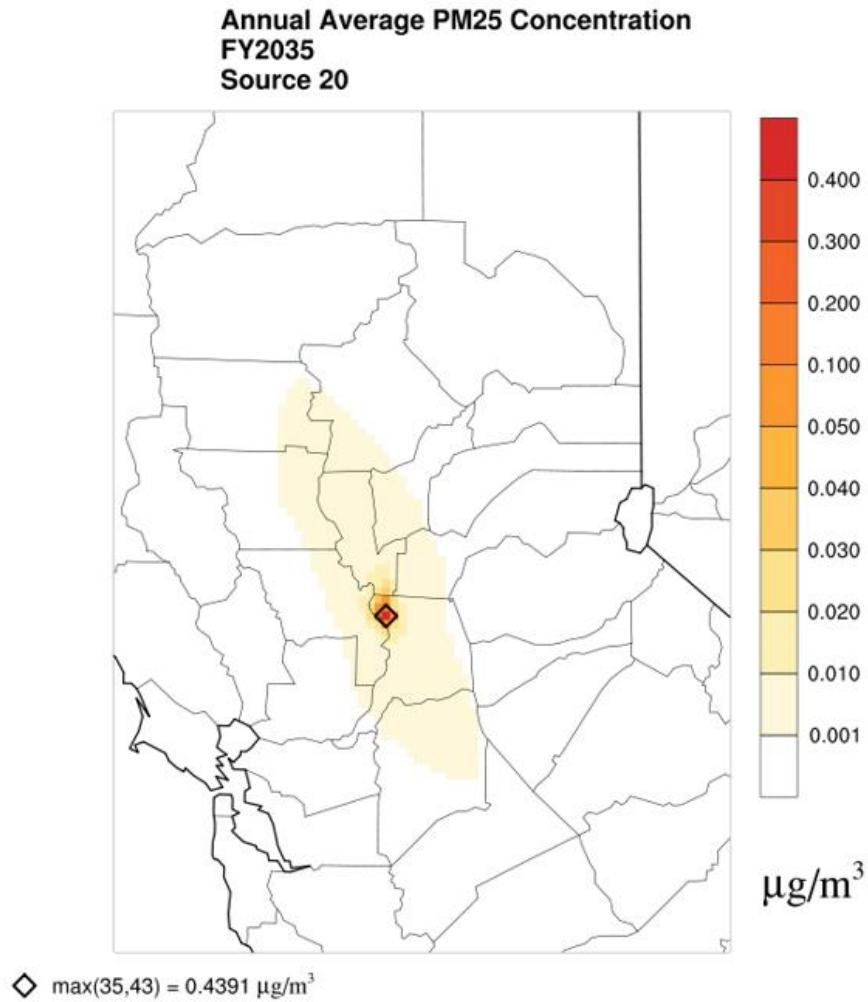 Annual Average PM25 Concentration
FY2035
Source 20
0.400
0.300
0.200
0.100
0.050
0.040
0.030
0.020
0.010
0.001
μg/m³
max(35,43) = 0.4391 μg/m³